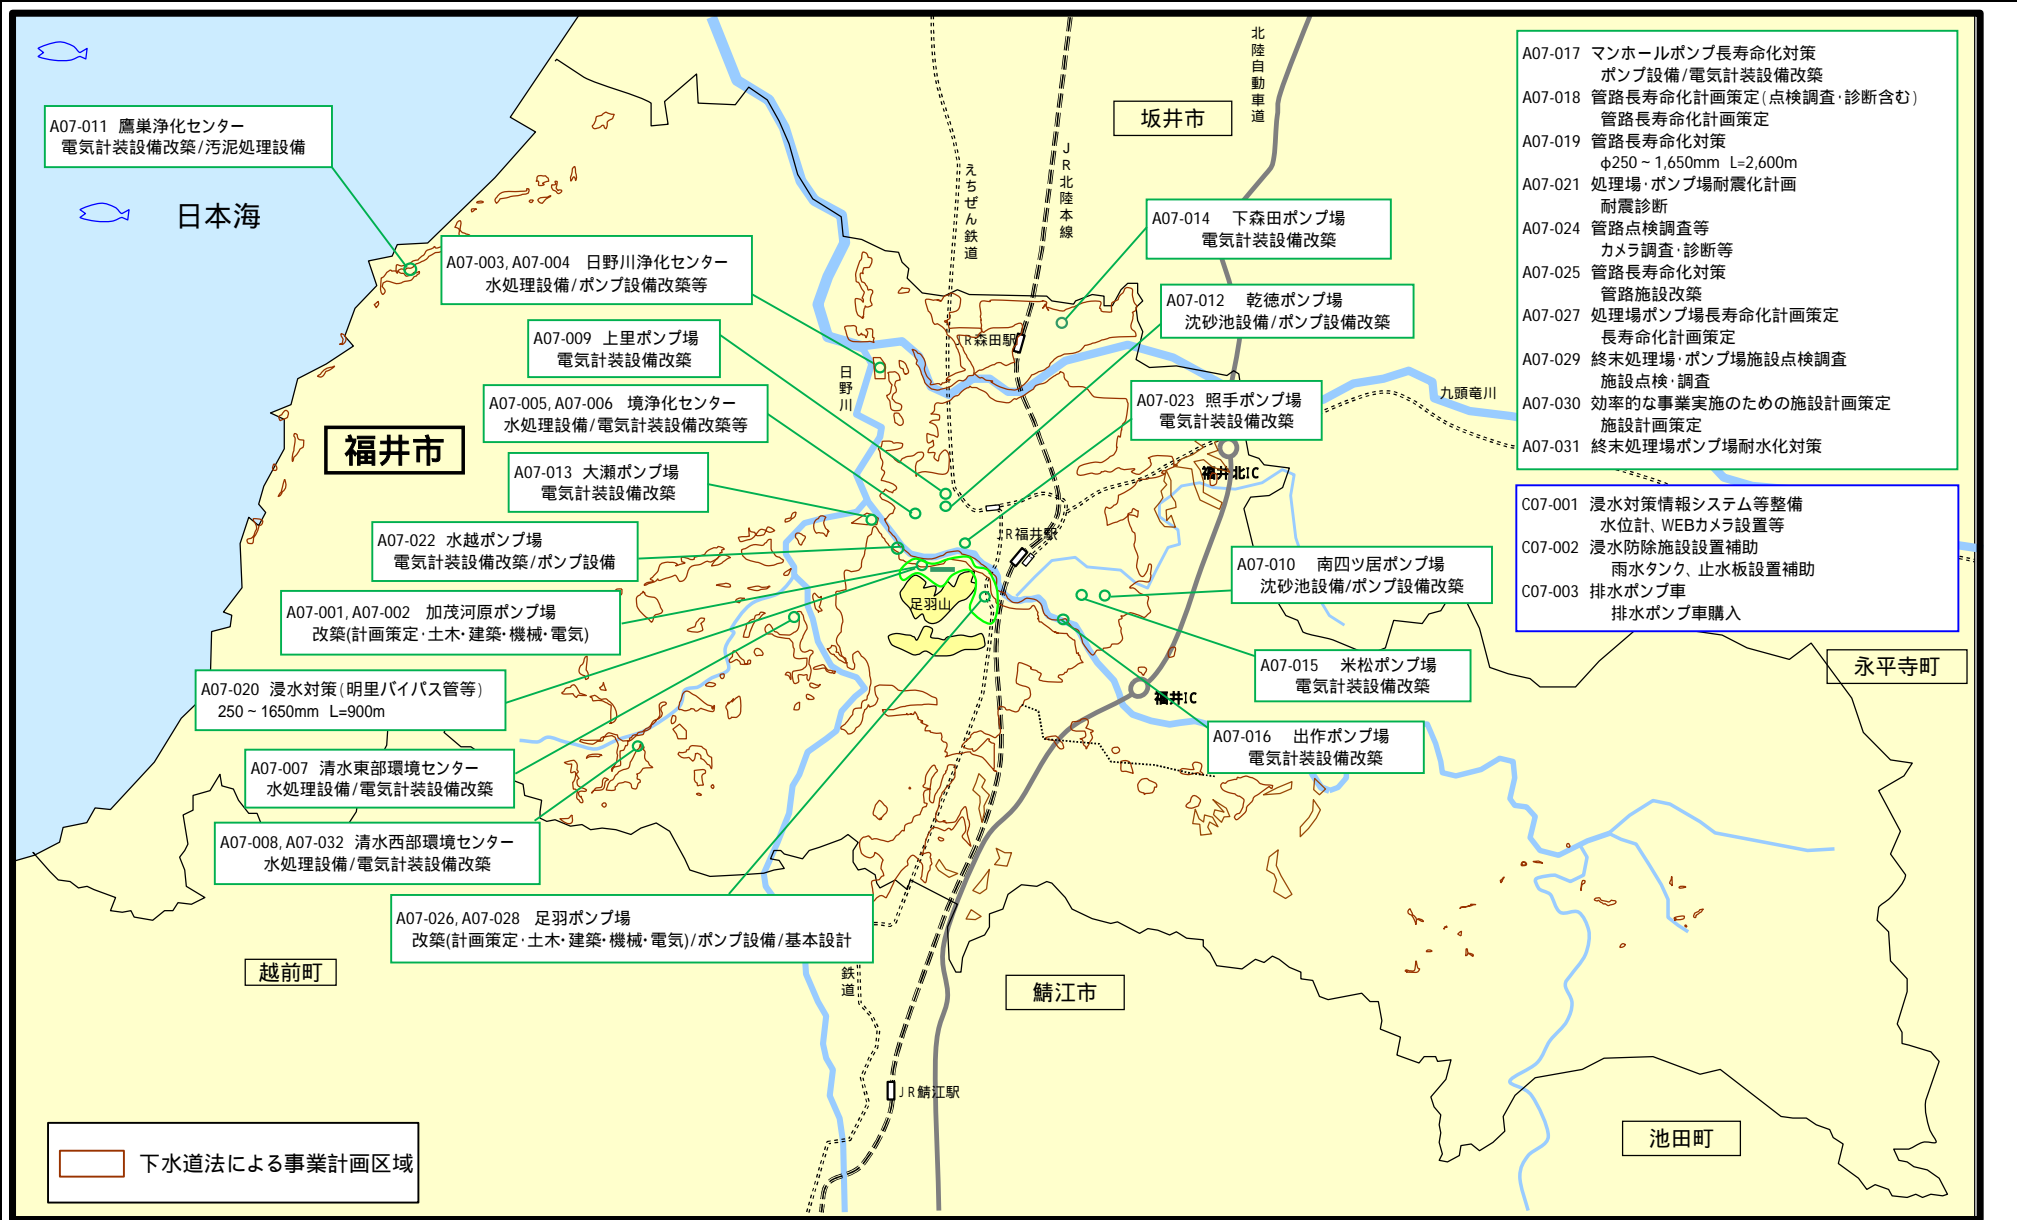 北陸自動車道
A07-017 マンホールポンプ長寿命化対策
ポンプ設備/電気計装設備改築
A07-018 管路長寿命化計画策定(点検調査・診断含む)
管路長寿命化計画策定
A07-019 管路長寿命化対策
φ250~1,650mm L=2,600m
A07-021 処理場・ポンプ場耐震化計画
耐震診断
A07-024 管路点検調査等
カメラ調査・診断等
A07-025 管路長寿命化対策
管路施設改築
A07-027 処理場ポンプ場長寿命化計画策定
長寿命化計画策定
A07-029 終末処理場・ポンプ場施設点検調査
施設点検・調査
A07-030 効率的な事業実施のための施設計画策定
施設計画策定
A07-031 終末処理場ポンプ場耐水化対策
C07-001 浸水対策情報システム等整備
水位計、WEBカメラ設置等
C07-002 浸水防除施設設置補助
雨水タンク、止水板設置補助
C07-003 排水ポンプ車
排水ポンプ車購入
坂井市
A07-011 鷹巣浄化センター
電気計装設備改築/汚泥処理設備
日本海
えちぜん鉄道
JR北陸本線
A07-014 下森田ポンプ場
電気計装設備改築
A07-003,A07-004 日野川浄化センター
水処理設備/ポンプ設備改築等
A07-012 乾徳ポンプ場
沈砂池設備/ポンプ設備改築
A07-009 上里ポンプ場
電気計装設備改築
JR森田駅
日野川
九頭竜川
A07-005,A07-006 境浄化センター
水処理設備/電気計装設備改築等
A07-023 照手ポンプ場
電気計装設備改築
福井市
A07-013 大瀬ポンプ場
電気計装設備改築
福井北IC
A07-022 水越ポンプ場
電気計装設備改築/ポンプ設備
JR福井駅
A07-010 南四ツ居ポンプ場
沈砂池設備/ポンプ設備改築
A07-001,A07-002 加茂河原ポンプ場
改築(計画策定・土木・建築・機械・電気)
足羽山
A07-015 米松ポンプ場
電気計装設備改築
永平寺町
A07-020 浸水対策(明里バイパス管等)
250~1650mm L=900m
福井IC
A07-016 出作ポンプ場
電気計装設備改築
A07-007 清水東部環境センター
水処理設備/電気計装設備改築
A07-008,A07-032 清水西部環境センター
水処理設備/電気計装設備改築
A07-026,A07-028 足羽ポンプ場
改築(計画策定・土木・建築・機械・電気)/ポンプ設備/基本設計
鉄道
越前町
鯖江市
JR鯖江駅
池田町
下水道法による事業計画区域